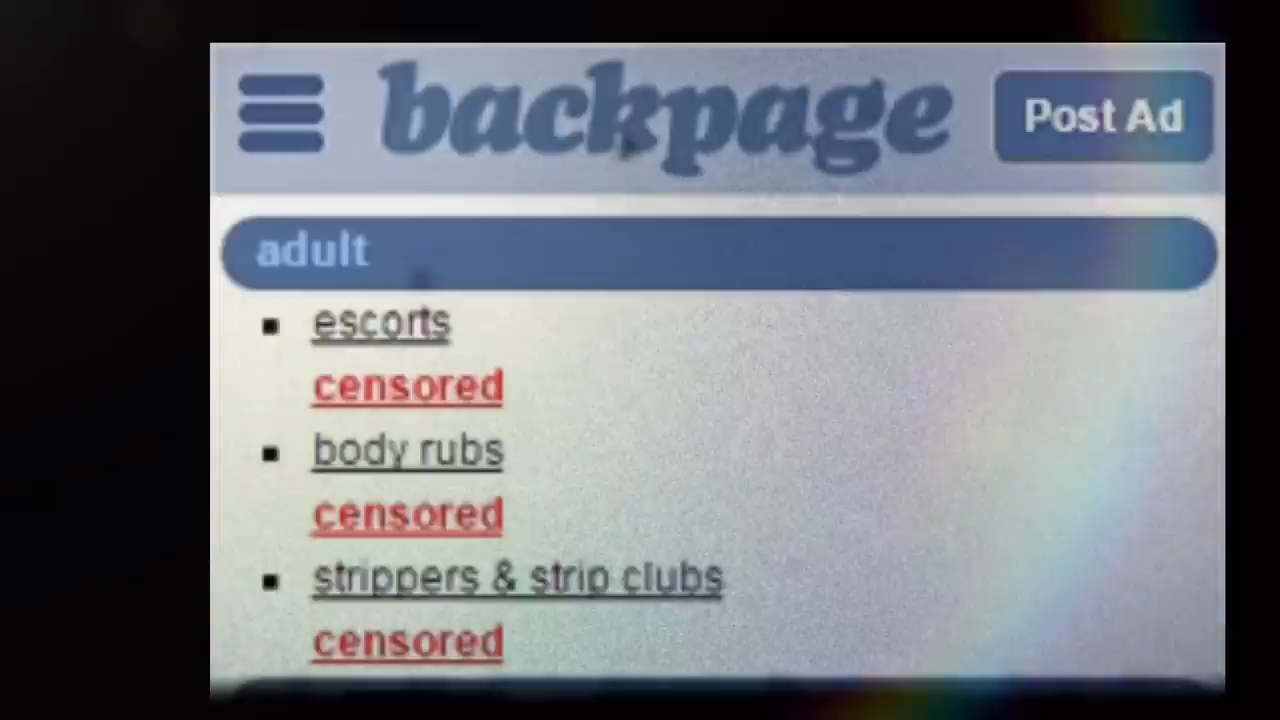 backpage
Post Ad
adult
escorts
censored
body rubs
censored
strippers & strip clubs
censored